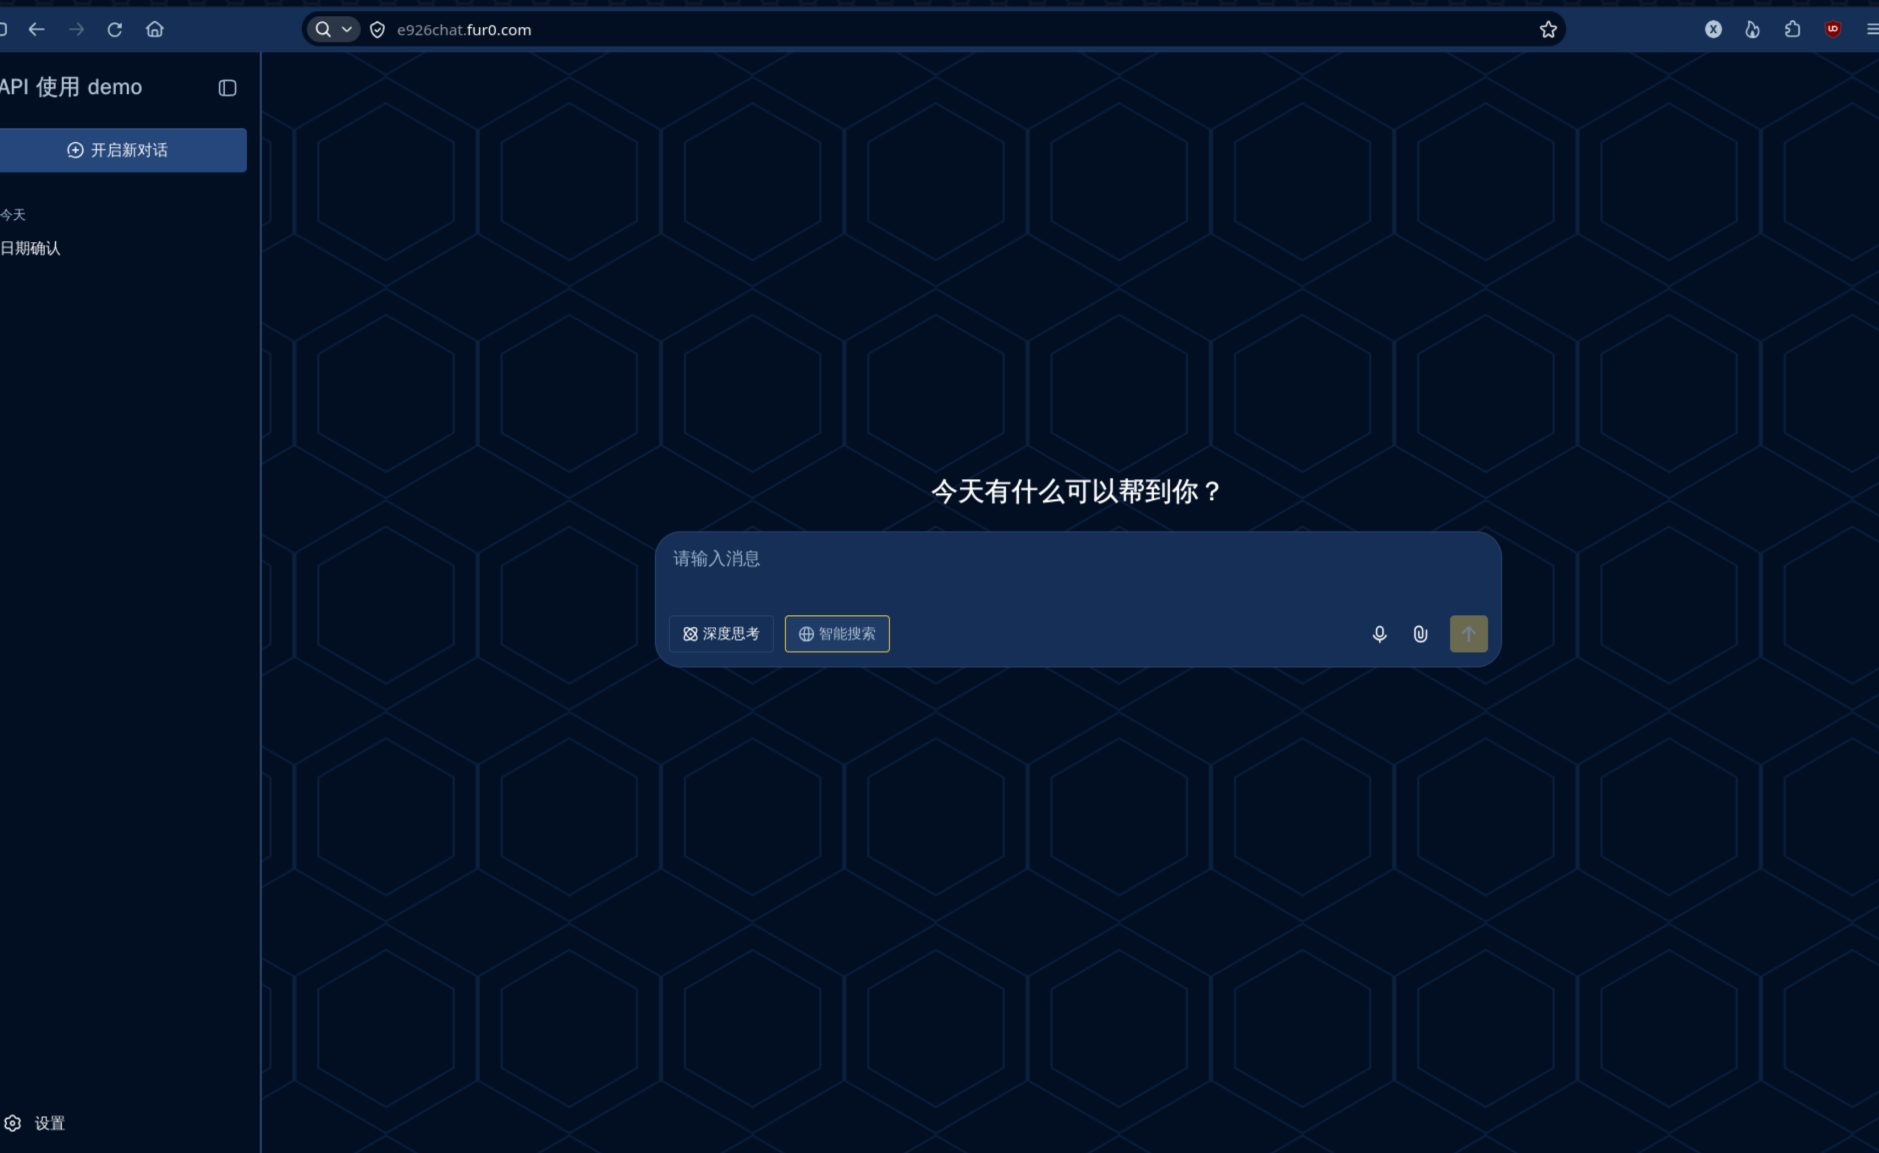 e926chat.fur0.com
API 使用 demo
开启新对话
今天
日期确认
今天有什么可以帮到你？
请输入消息
深度思考
智能搜索
设置